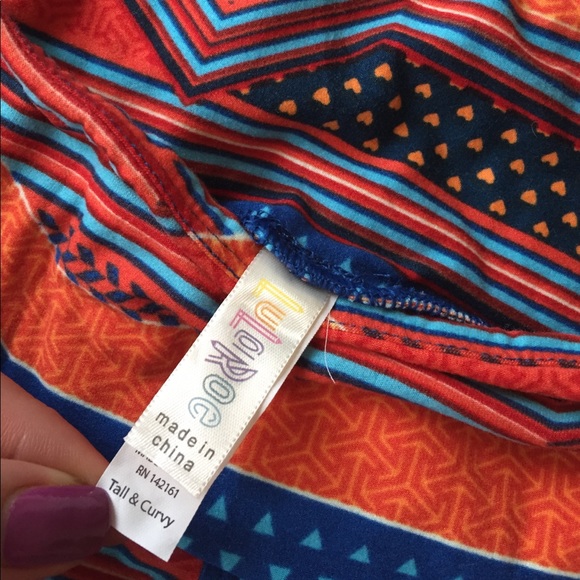 LuLaRoe
made in
china
RN 142161
Tall & Curvy